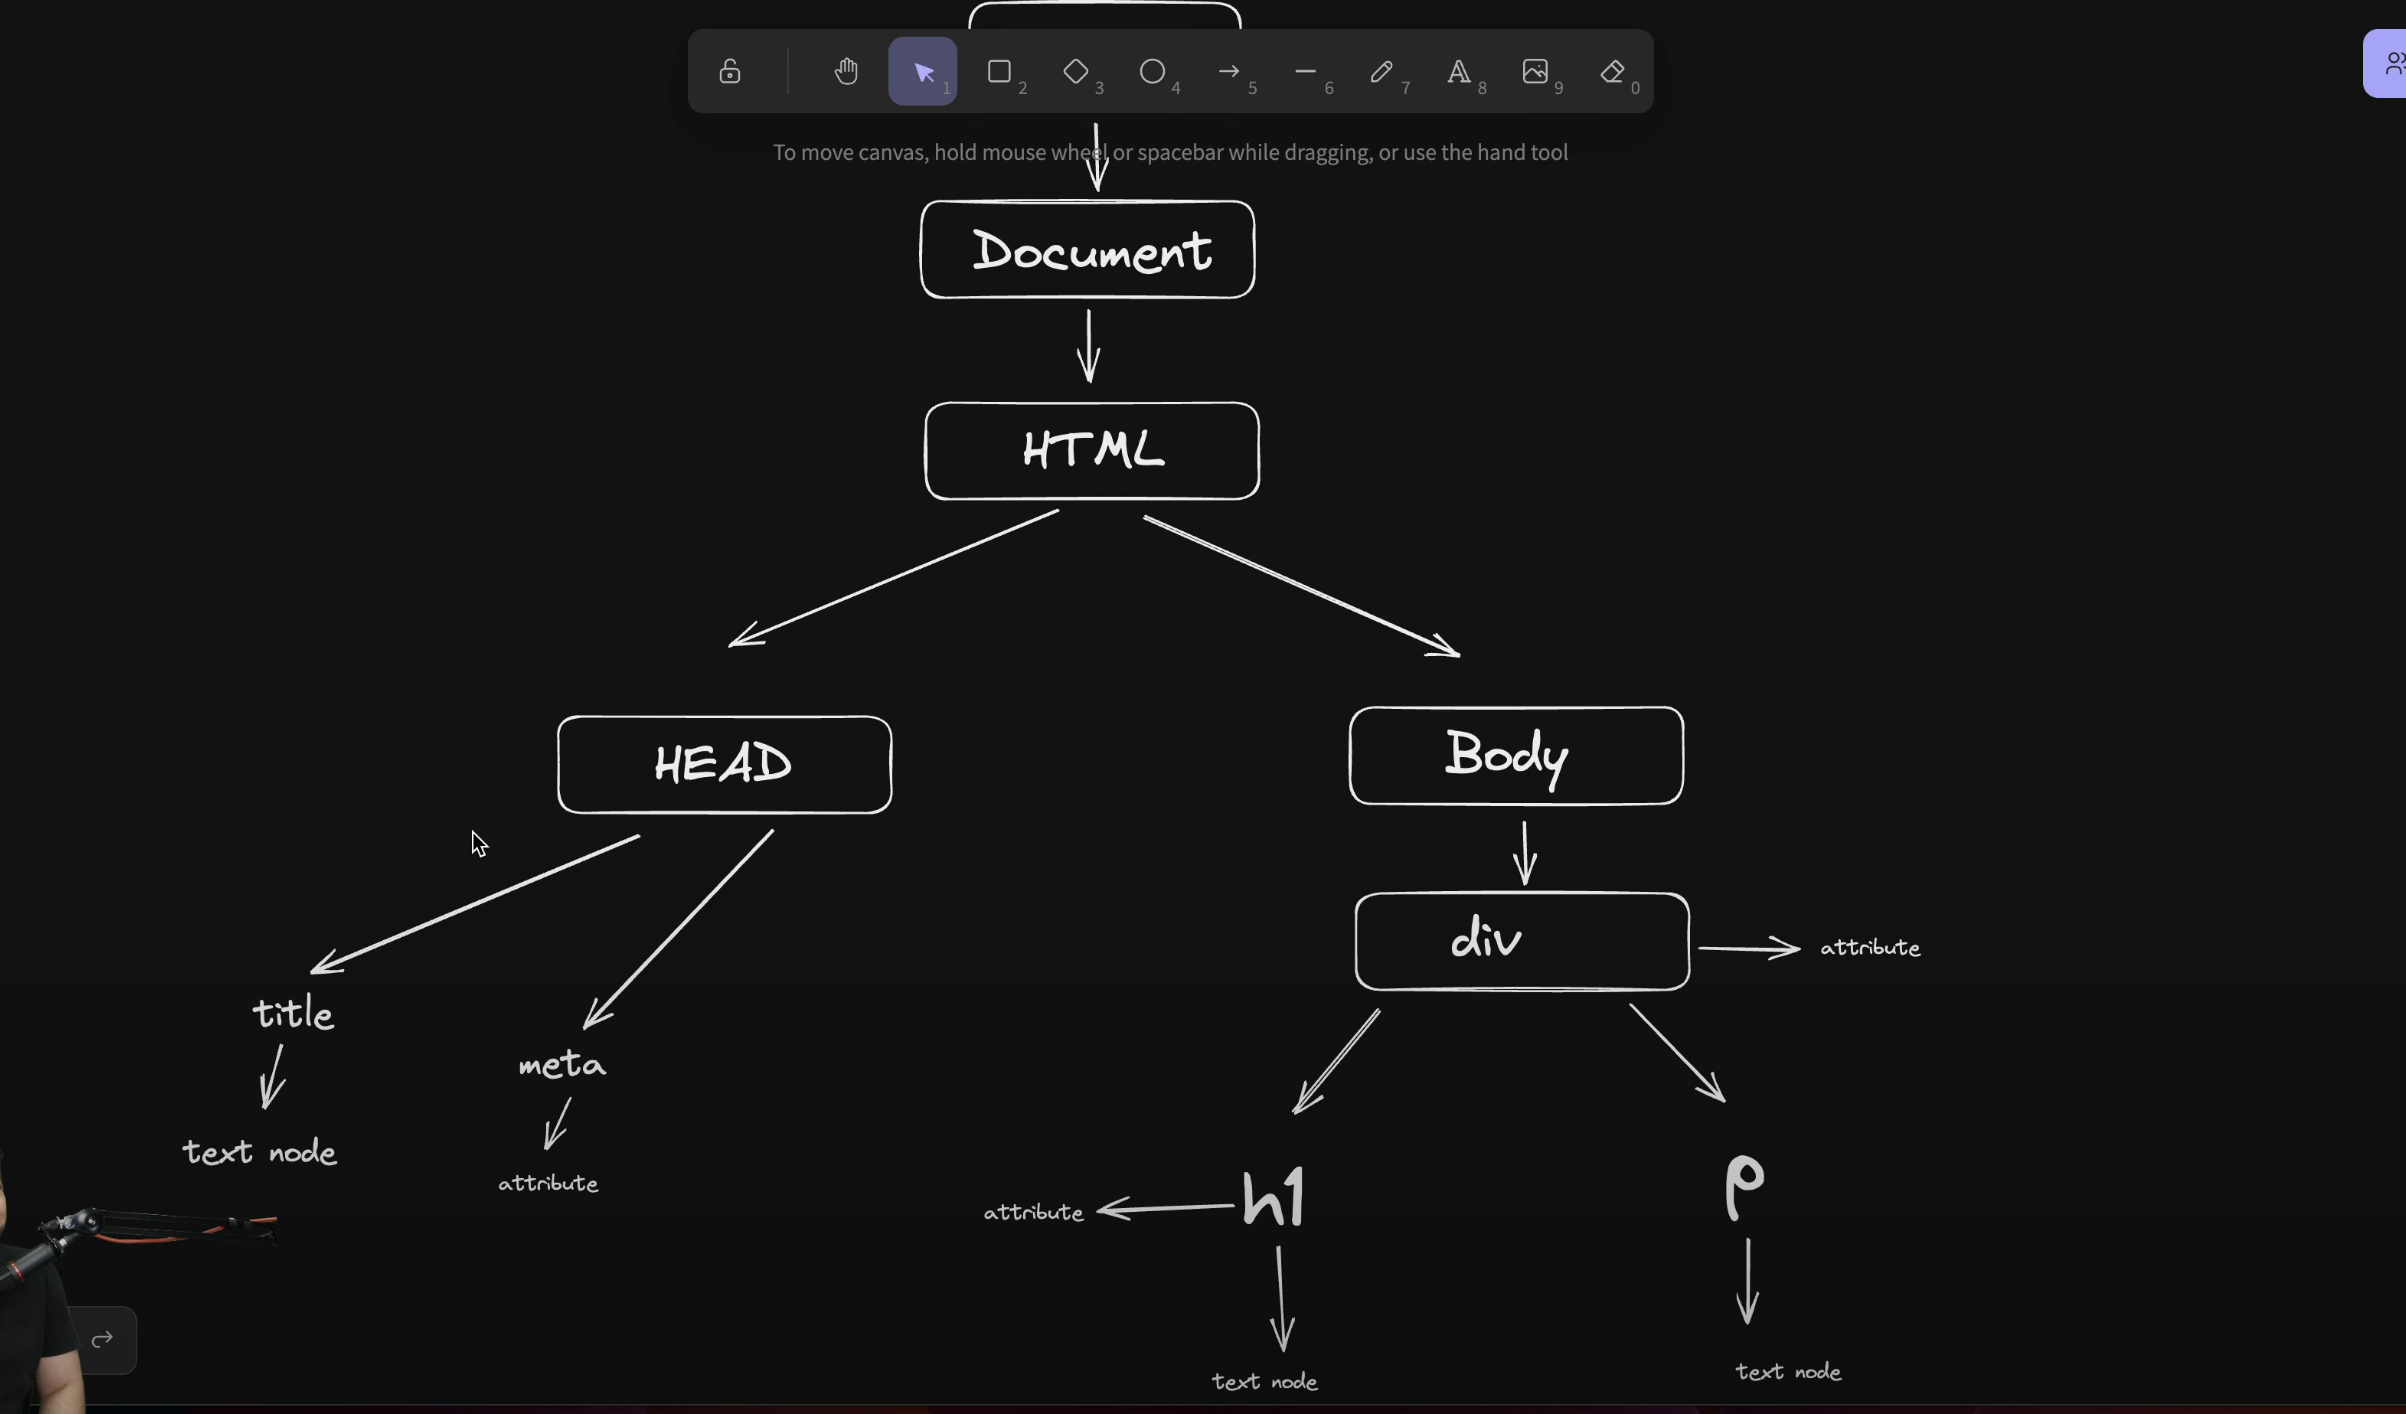 1 2 3 4 5 6 7 8 9 0
To move canvas, hold mouse wheel or spacebar while dragging, or use the hand tool
Document
HTML
HEAD
Body
div
attribute
title
meta
text node
attribute
h1
attribute
p
text node
text node